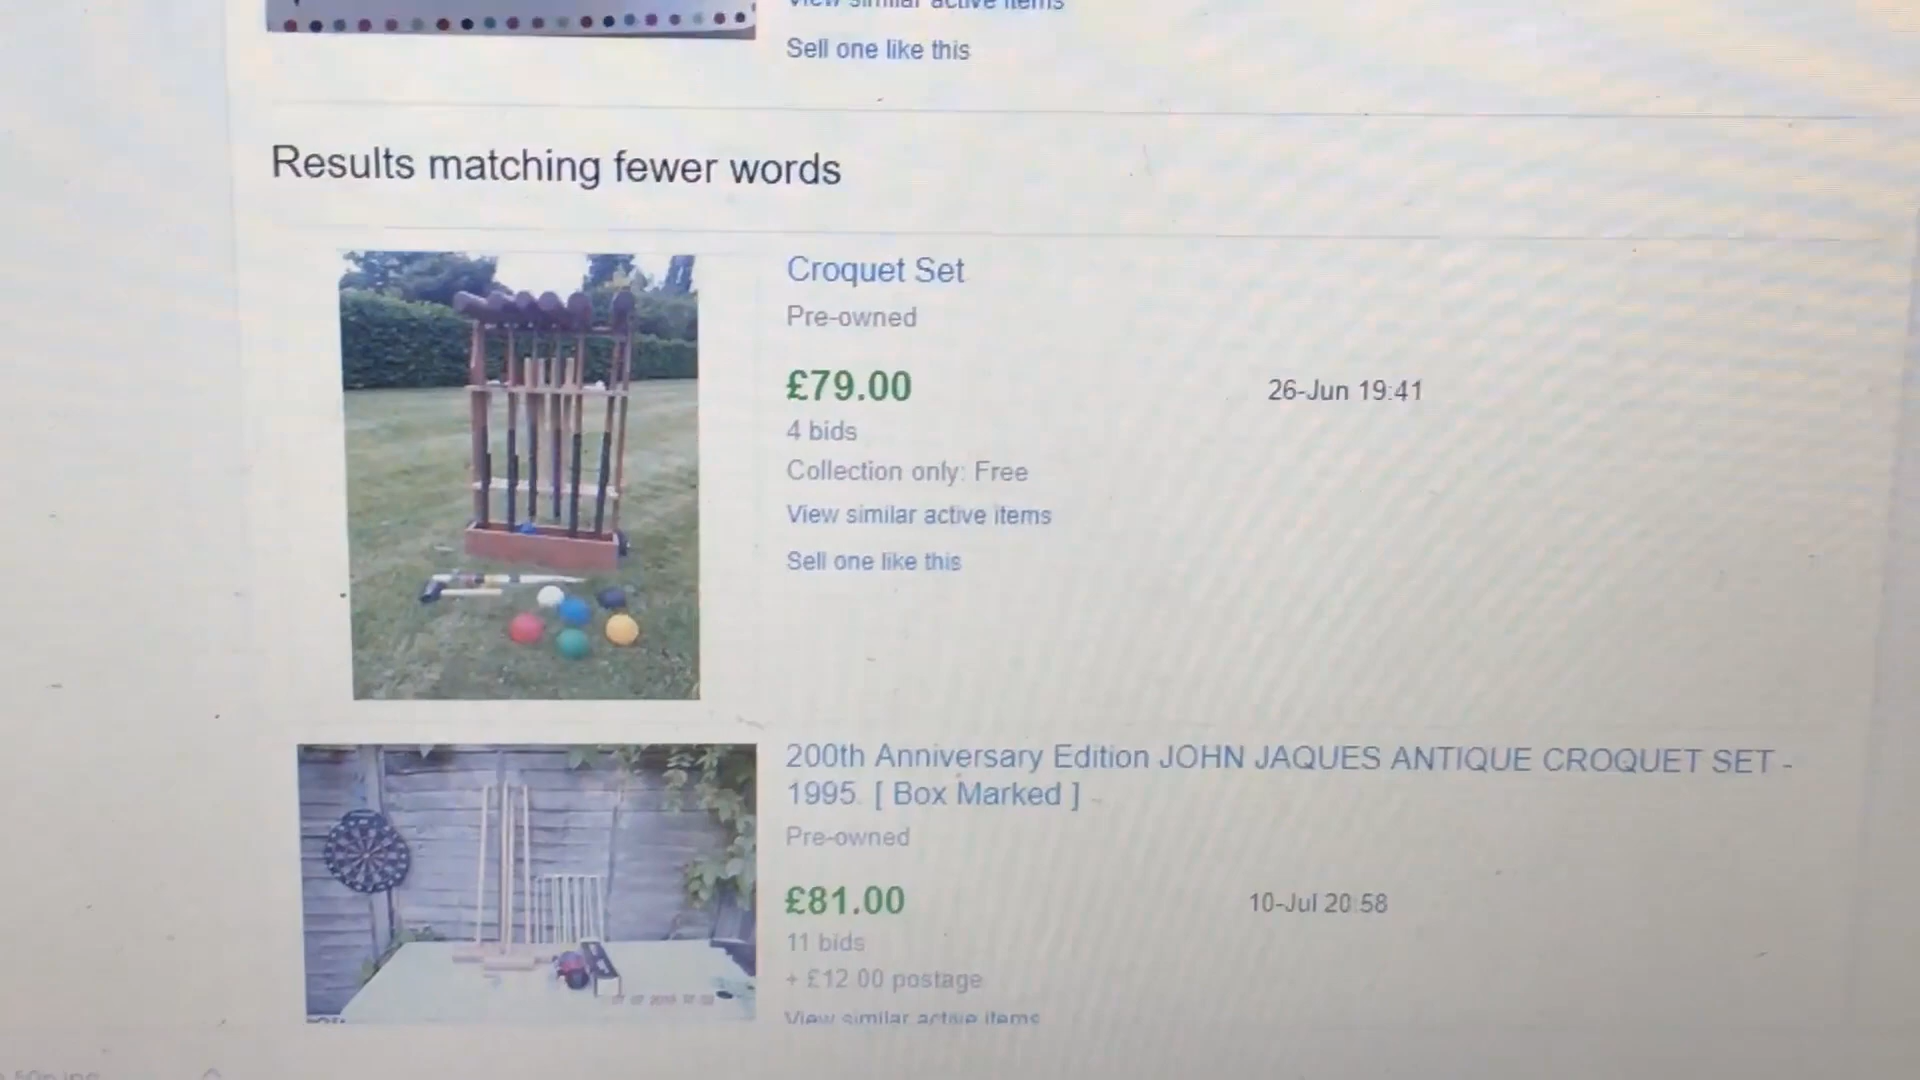 Sell one like this
Results matching fewer words
Croquet Set
Pre-owned
£79.00
26-Jun 19:41
4 bids
Collection only: Free
View similar active items
Sell one like this
200th Anniversary Edition JOHN JAQUES ANTIQUE CROQUET SET -
1995. [ Box Marked ]
Pre-owned
£81.00
10-Jul 20:58
11 bids
+ £12.00 postage
View similar active items